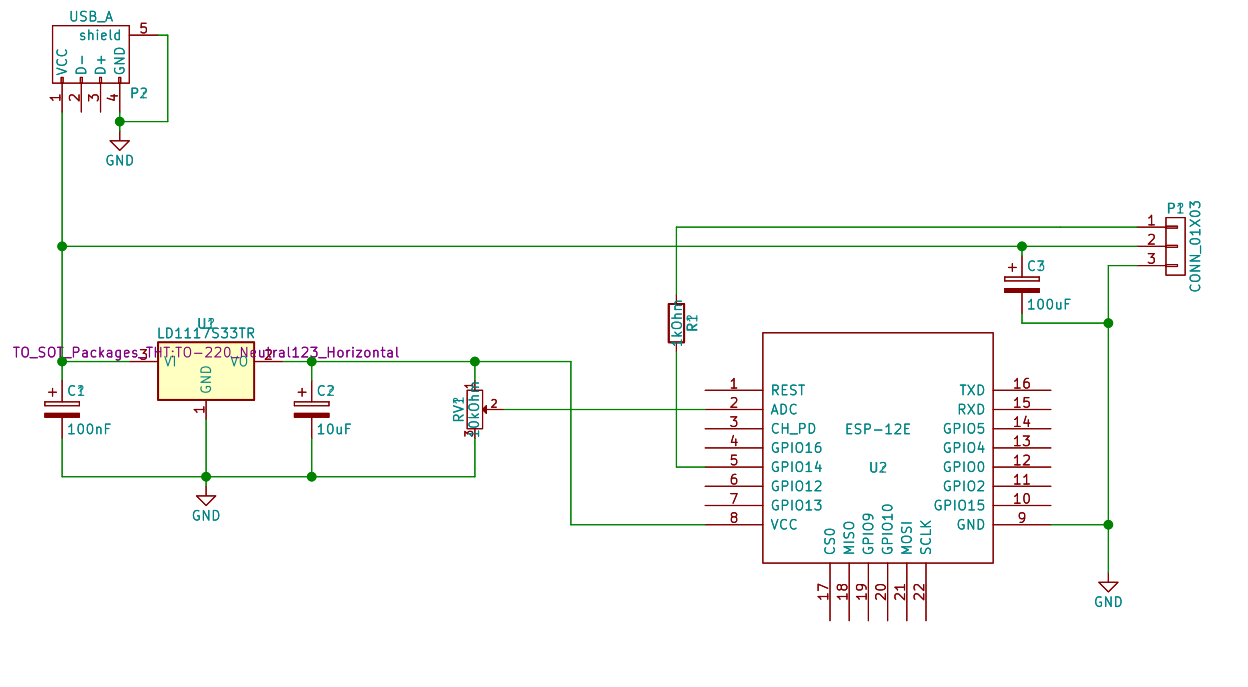 USB_A
shield 5
VCC D- D+ GND
1 2 3 4
P2
GND
P1
CONN_01X03
1
2
3
C3
100uF
1kOhm
R1
U1
LD1117S33TR
TO_SOT_Packages_THT:TO-220_Neutral123_Horizontal
3 VI VO 2
GND
1
C1
100nF
C2
10uF
GND
RV1
10kOhm
1
2
3
ESP-12E
U2
1 REST
2 ADC
3 CH_PD
4 GPIO16
5 GPIO14
6 GPIO12
7 GPIO13
8 VCC
TXD 16
RXD 15
GPIO5 14
GPIO4 13
GPIO0 12
GPIO2 11
GPIO15 10
GND 9
CS0 MISO GPIO9 GPIO10 MOSI SCLK
17 18 19 20 21 22
GND